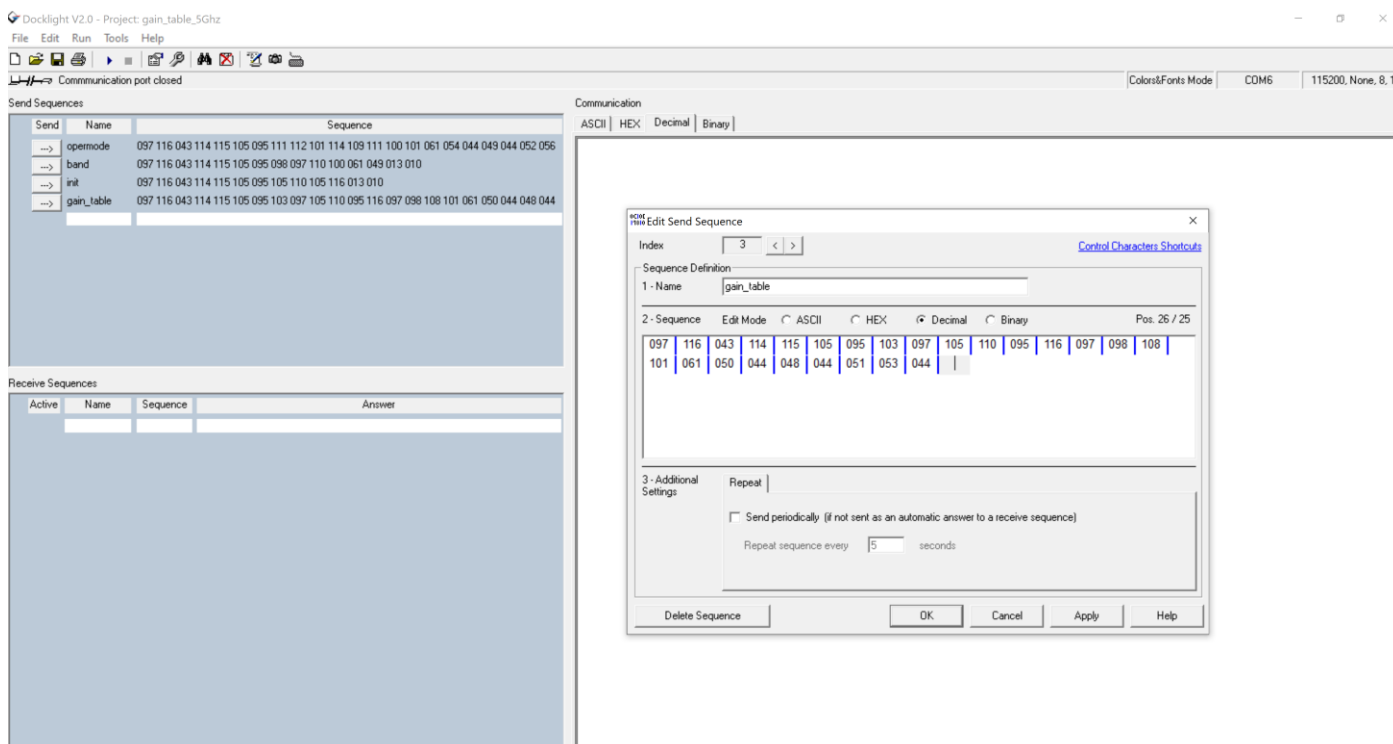 Docklight V2.0 - Project: gain_table_5Ghz
File Edit Run Tools Help
Commmunication port closed
Colors&Fonts Mode COM6 115200, None, 8, 1
Send Sequences
Send Name Sequence
---> opermode 097 116 043 114 115 105 095 111 112 101 114 109 111 100 101 061 054 044 049 044 052 056
---> band 097 116 043 114 115 105 095 098 097 110 100 061 049 013 010
---> init 097 116 043 114 115 105 095 105 110 105 116 013 010
---> gain_table 097 116 043 114 115 105 095 103 097 105 110 095 116 097 098 108 101 061 050 044 048 044
Receive Sequences
Active Name Sequence Answer
Communication
ASCII HEX Decimal Binary
Edit Send Sequence
Index 3 < > Control Characters Shortcuts
Sequence Definition
1 - Name gain_table
2 - Sequence Edit Mode ASCII HEX Decimal Binary Pos. 26 / 25
097 116 043 114 115 105 095 103 097 105 110 095 116 097 098 108
101 061 050 044 048 044 051 053 044
3 - Additional Settings
Repeat
Send periodically (if not sent as an automatic answer to a receive sequence)
Repeat sequence every 5 seconds
Delete Sequence OK Cancel Apply Help